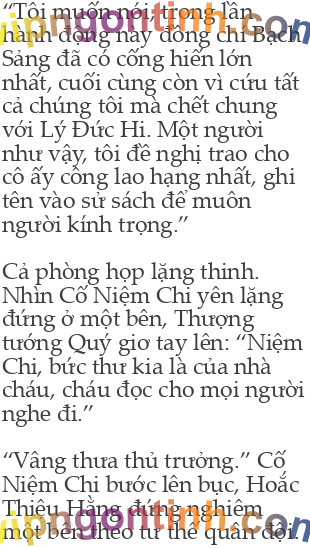 “Tôi muốn nói, trong lần
hành động này đồng chí Bạch
Sảng đã có cống hiến lớn
nhất, cuối cùng còn vì cứu tất
cả chúng tôi mà chết chung
với Lý Đức Hi. Một người
như vậy, tôi đề nghị trao cho
cô ấy công lao hạng nhất, ghi
tên vào sử sách để muôn
người kính trọng.”
Cả phòng họp lặng thinh.
Nhìn Cố Niệm Chi yên lặng
đứng ở một bên, Thượng
tướng Quý giơ tay lên: “Niệm
Chi, bức thư kia là của nhà
cháu, cháu đọc cho mọi người
nghe đi.”
“Vâng thưa thủ trưởng.” Cố
Niệm Chi bước lên bục, Hoắc
Thiệu Hằng đứng nghiêm
một bên theo tư thế quân đội.
vipngontinh.com
vipngontinh.com